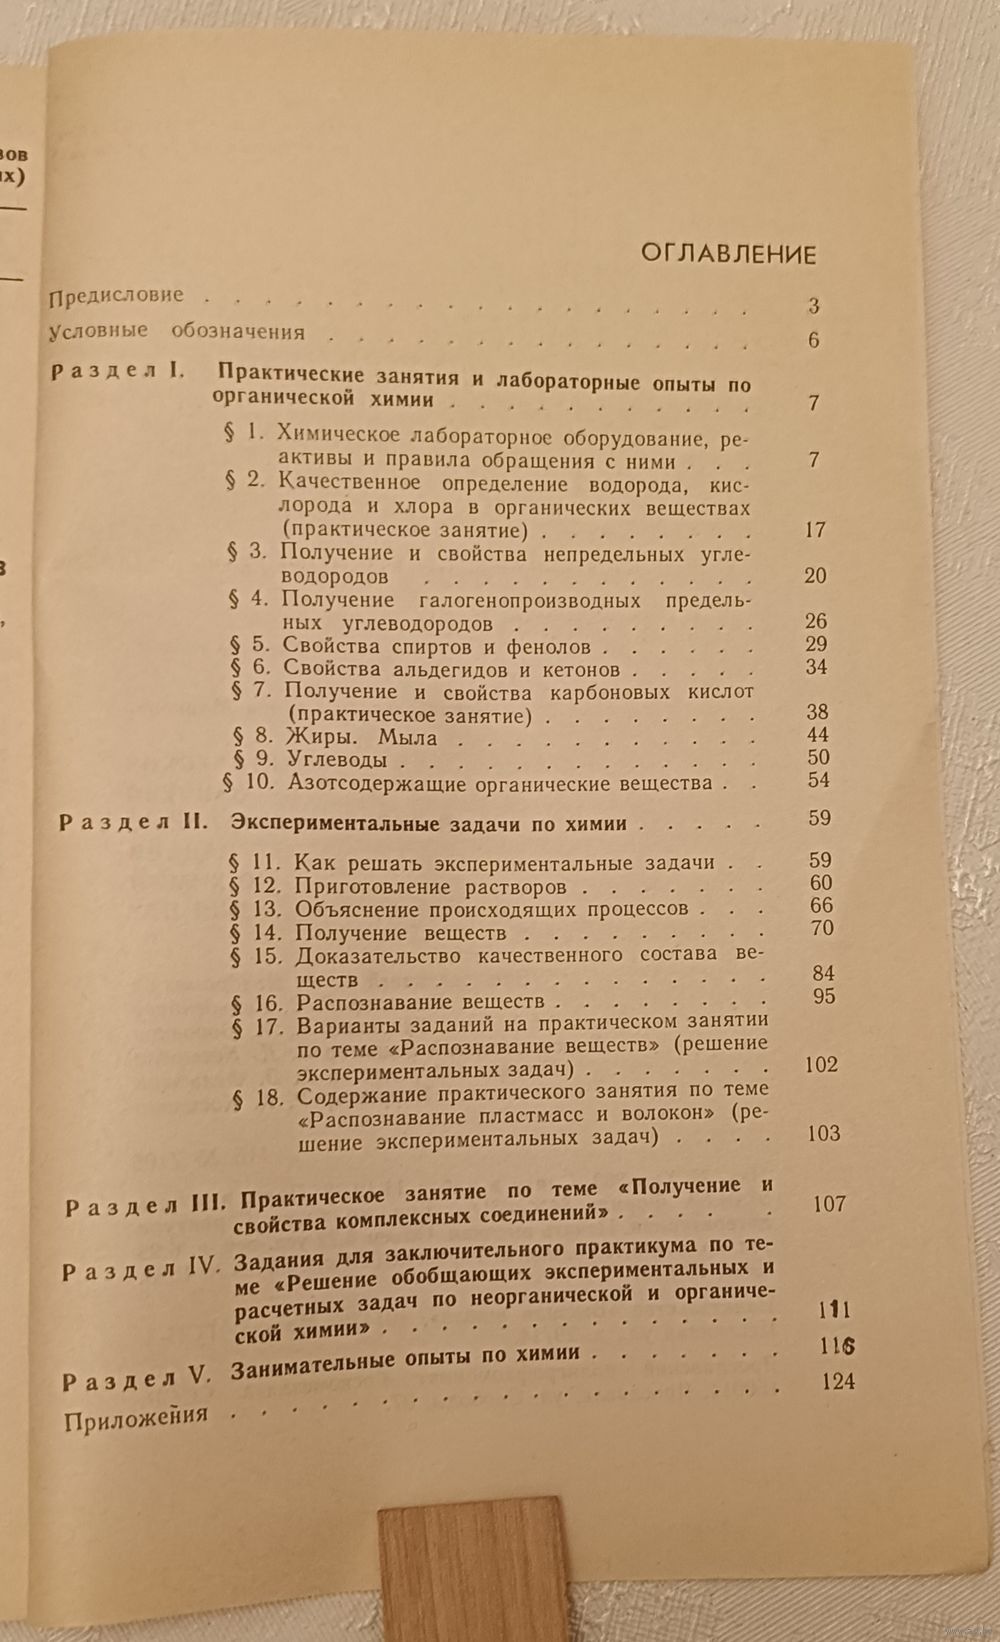 зов
их)
ОГЛАВЛЕНИЕ
Предисловие . . . . . . . . . . . . . . . . . . 3
Условные обозначения . . . . . . . . . . . . . . 6
Раздел I. Практические занятия и лабораторные опыты по
органической химии . . . . . . . . . . . 7
§ 1. Химическое лабораторное оборудование, ре-
активы и правила обращения с ними . . . 7
§ 2. Качественное определение водорода, кис-
лорода и хлора в органических веществах
(практическое занятие) . . . . . . . . 17
§ 3. Получение и свойства непредельных угле-
водородов . . . . . . . . . . . . 20
§ 4. Получение галогенопроизводных предель-
ных углеводородов . . . . . . . . . 26
§ 5. Свойства спиртов и фенолов . . . . . . 29
§ 6. Свойства альдегидов и кетонов . . . . . 34
§ 7. Получение и свойства карбоновых кислот
(практическое занятие) . . . . . . . . 38
§ 8. Жиры. Мыла . . . . . . . . . . . 44
§ 9. Углеводы . . . . . . . . . . . . . 50
§ 10. Азотсодержащие органические вещества . . 54
Раздел II. Экспериментальные задачи по химии . . . . . 59
§ 11. Как решать экспериментальные задачи . . 59
§ 12. Приготовление растворов . . . . . . . 60
§ 13. Объяснение происходящих процессов . . . 66
§ 14. Получение веществ . . . . . . . . . 70
§ 15. Доказательство качественного состава ве-
ществ . . . . . . . . . . . . . . 84
§ 16. Распознавание веществ . . . . . . . . 95
§ 17. Варианты заданий на практическом занятии
по теме «Распознавание веществ» (решение
экспериментальных задач) . . . . . . . 102
§ 18. Содержание практического занятия по теме
«Распознавание пластмасс и волокон» (ре-
шение экспериментальных задач) . . . . 103
Раздел III. Практическое занятие по теме «Получение и
свойства комплексных соединений» . . . . . 107
Раздел IV. Задания для заключительного практикума по те-
ме «Решение обобщающих экспериментальных и
расчетных задач по неорганической и органиче-
ской химии» . . . . . . . . . . . . . . 111
Раздел V. Занимательные опыты по химии . . . . . . . 116
Приложения . . . . . . . . . . . . . . . . . . 124